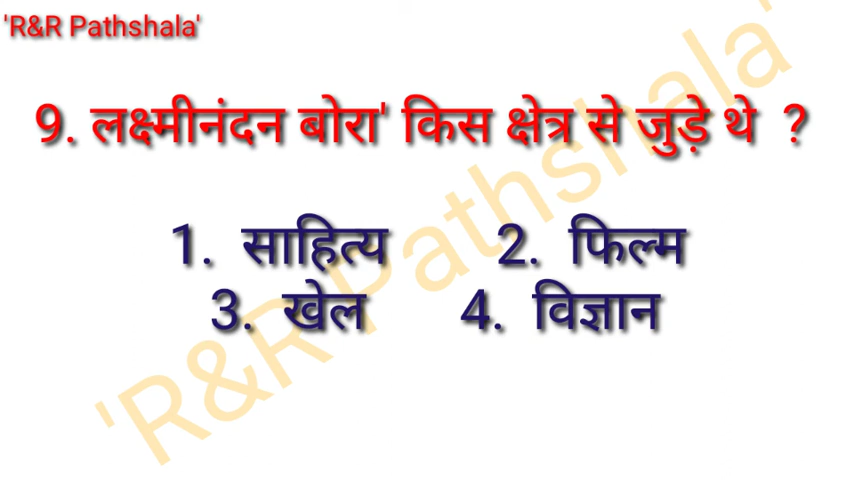 'R&R Pathshala'
9. लक्ष्मीनंदन बोरा' किस क्षेत्र से जुड़े थे ?
1. साहित्य 2. फिल्म
3. खेल 4. विज्ञान
'R&R Pathshala'